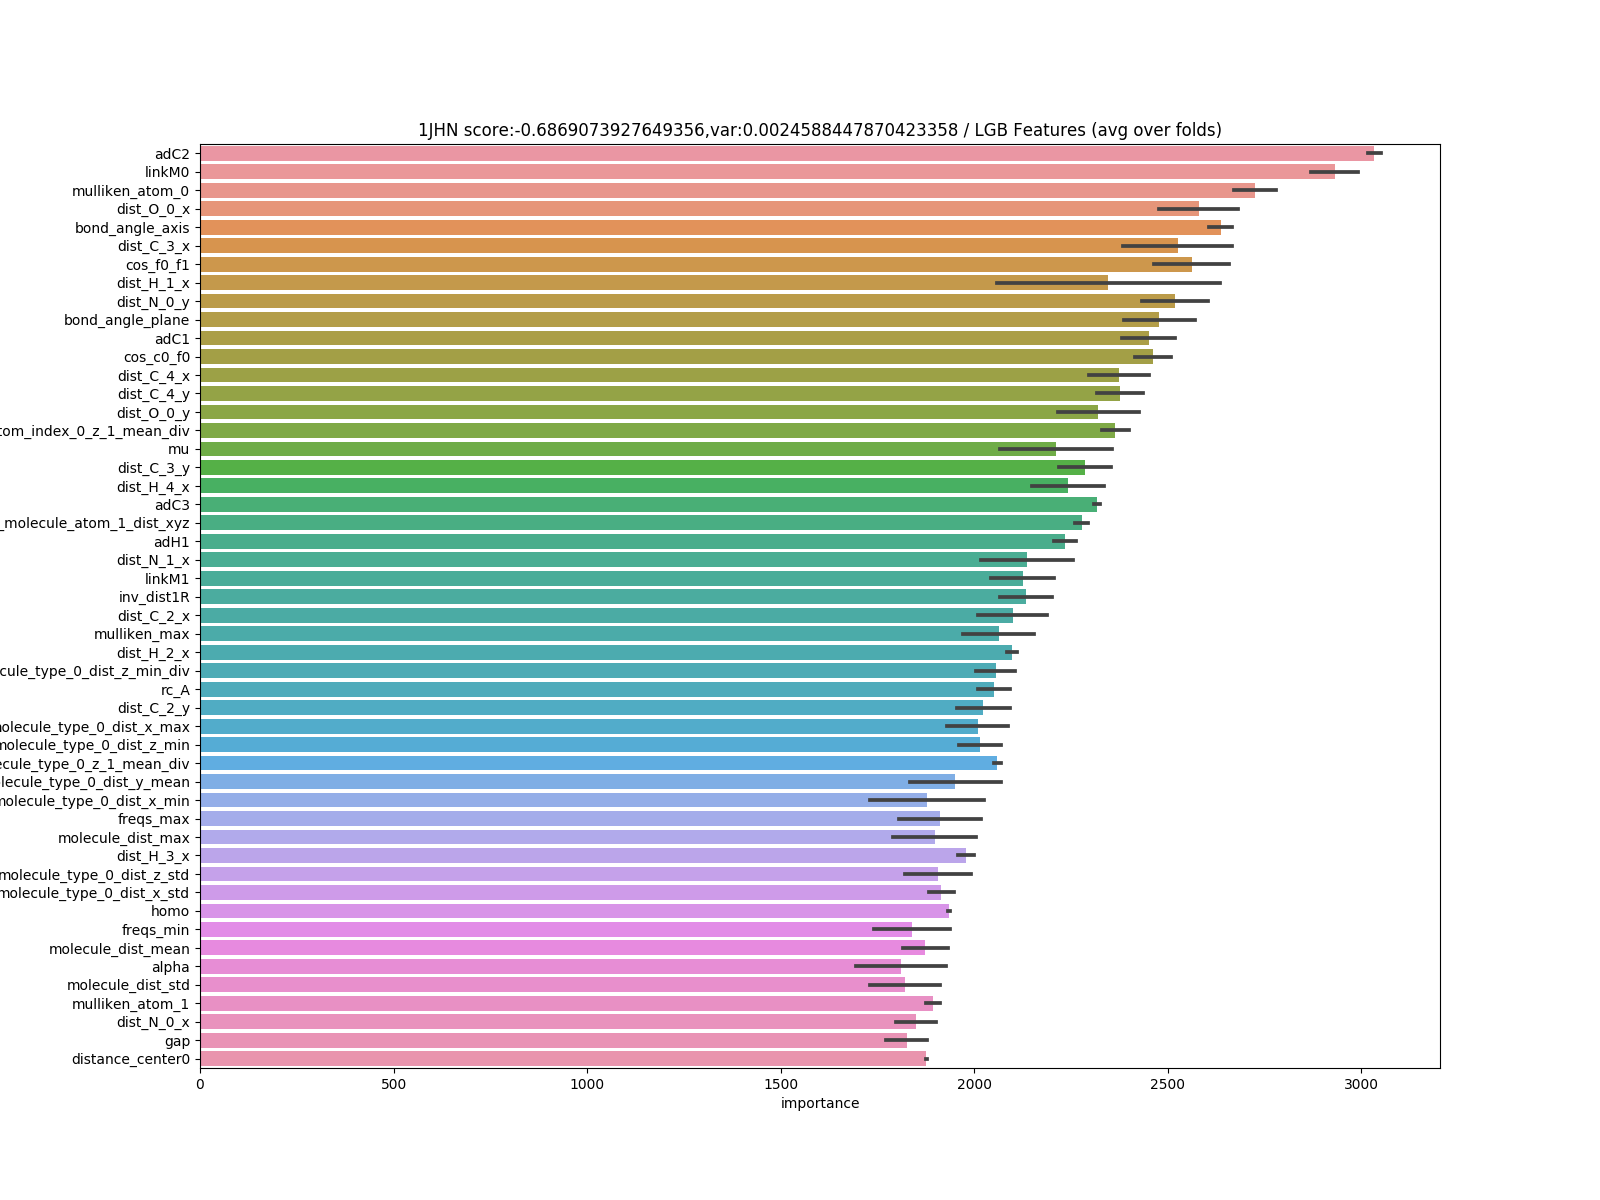 1JHN score:-0.6869073927649356,var:0.0024588447870423358 / LGB Features (avg over folds)
adC2
linkM0
mulliken_atom_0
dist_O_0_x
bond_angle_axis
dist_C_3_x
cos_f0_f1
dist_H_1_x
dist_N_0_y
bond_angle_plane
adC1
cos_c0_f0
dist_C_4_x
dist_C_4_y
dist_O_0_y
tom_index_0_z_1_mean_div
mu
dist_C_3_y
dist_H_4_x
adC3
_molecule_atom_1_dist_xyz
adH1
dist_N_1_x
linkM1
inv_dist1R
dist_C_2_x
mulliken_max
dist_H_2_x
cule_type_0_dist_z_min_div
rc_A
dist_C_2_y
nolecule_type_0_dist_x_max
molecule_type_0_dist_z_min
ecule_type_0_z_1_mean_div
lecule_type_0_dist_y_mean
molecule_type_0_dist_x_min
freqs_max
molecule_dist_max
dist_H_3_x
molecule_type_0_dist_z_std
molecule_type_0_dist_x_std
homo
freqs_min
molecule_dist_mean
alpha
molecule_dist_std
mulliken_atom_1
dist_N_0_x
gap
distance_center0
0 500 1000 1500 2000 2500 3000
importance